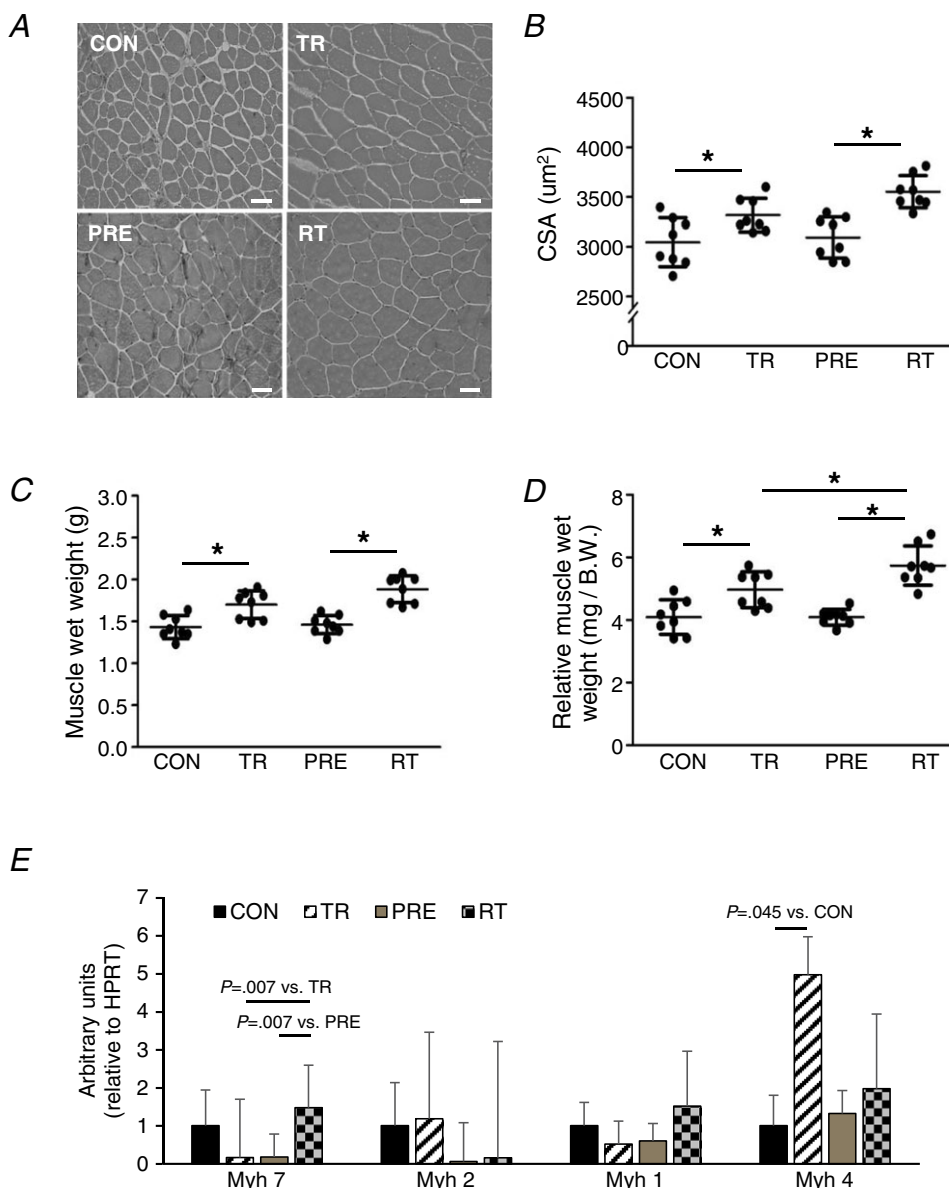 A
CON
TR
PRE
RT
B
CSA (um²)
4500
4000
3500
3000
2500
0
CON TR PRE RT
*
*
C
Muscle wet weight (g)
3.0
2.5
2.0
1.5
1.0
0.5
0.0
CON TR PRE RT
*
*
D
Relative muscle wet
weight (mg / B.W.)
8
6
4
2
0
CON TR PRE RT
*
*
*
E
Arbitrary units
(relative to HPRT)
7
6
5
4
3
2
1
0
CON TR PRE RT
P=.007 vs. TR
P=.007 vs. PRE
P=.045 vs. CON
Myh 7 Myh 2 Myh 1 Myh 4